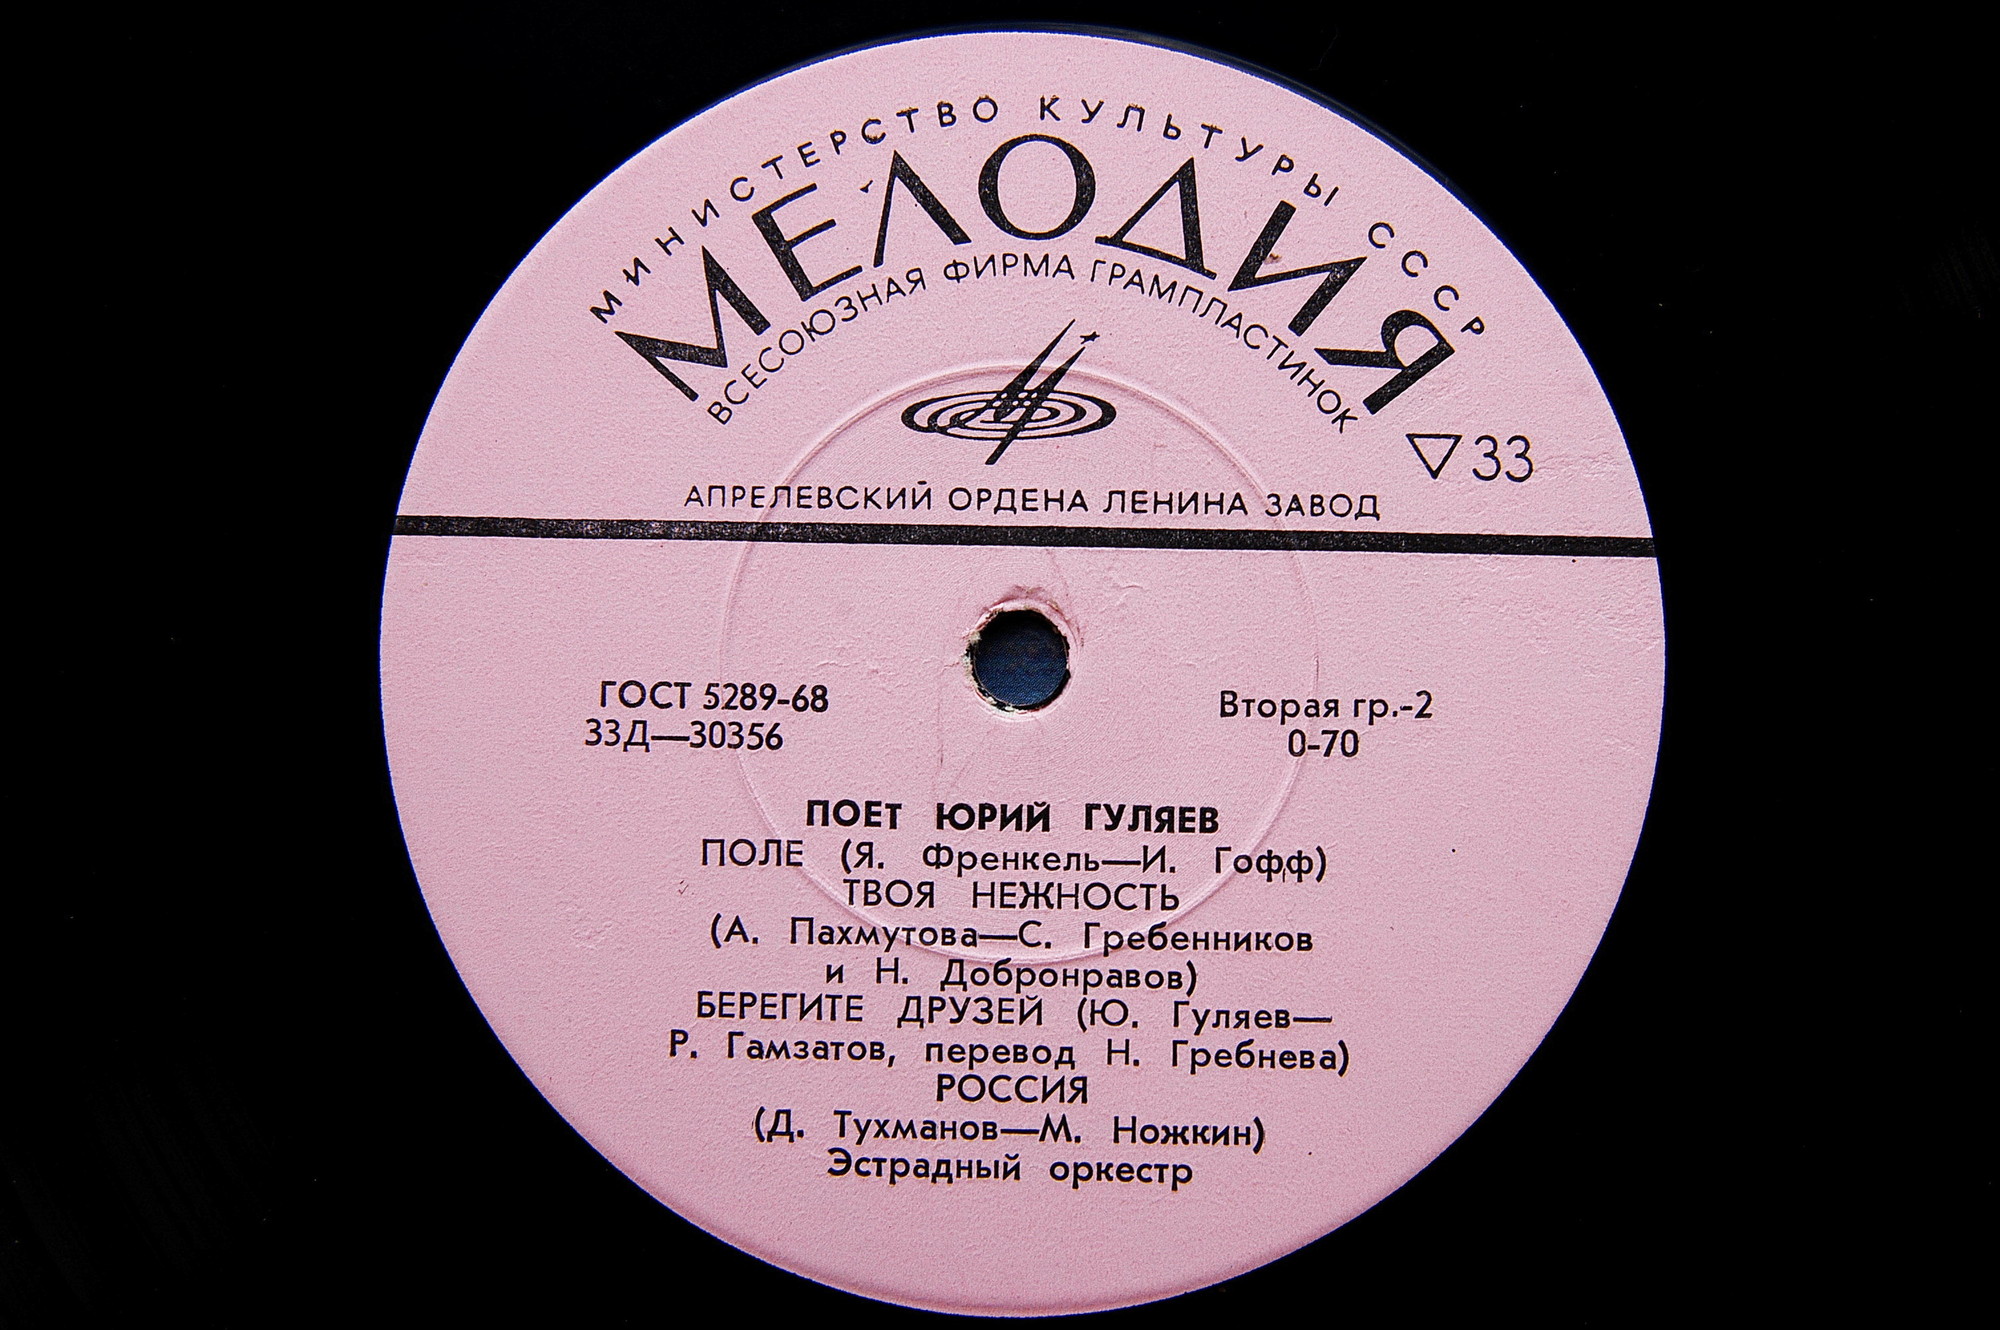 МИНИСТЕРСТВО КУЛЬТУРЫ СССР
МЕЛОДИЯ
ВСЕСОЮЗНАЯ ФИРМА ГРАМПЛАСТИНОК
▽33
АПРЕЛЕВСКИЙ ОРДЕНА ЛЕНИНА ЗАВОД
ГОСТ 5289-68
33Д—30356
Вторая гр.-2
0-70
ПОЕТ ЮРИЙ ГУЛЯЕВ
ПОЛЕ (Я. Френкель—И. Гофф)
ТВОЯ НЕЖНОСТЬ
(А. Пахмутова—С. Гребенников
и Н. Добронравов)
БЕРЕГИТЕ ДРУЗЕЙ (Ю. Гуляев—
Р. Гамзатов, перевод Н. Гребнева)
РОССИЯ
(Д. Тухманов—М. Ножкин)
Эстрадный оркестр